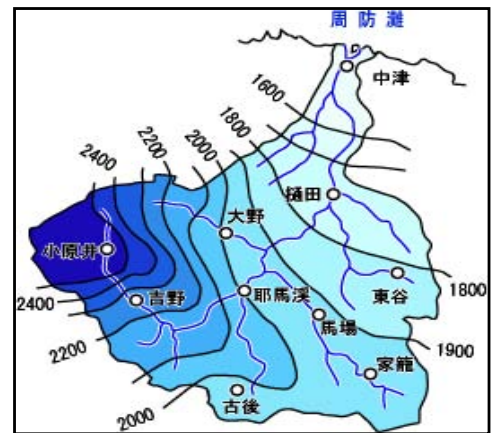 周防灘
中津
1600
1800
2000
2200
2400
樋田
大野
小原井
東谷
1800
吉野
耶馬渓
2400
馬場
1900
2200
家籠
古後
2000